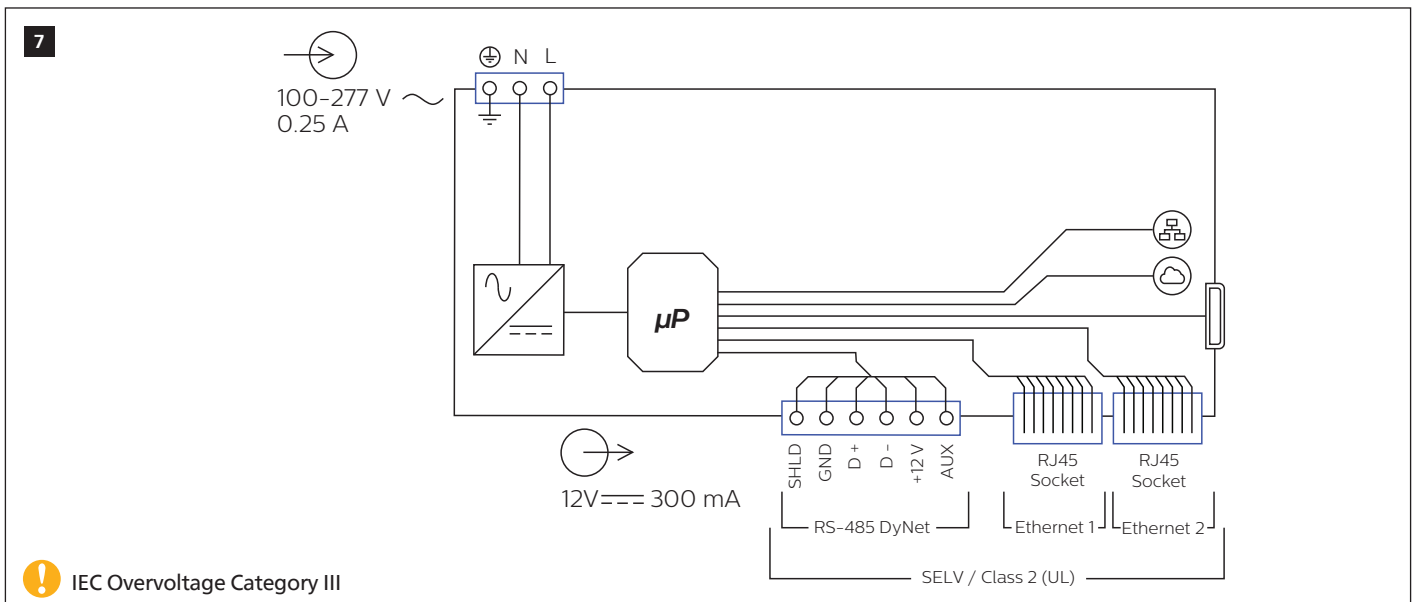 7
N L
100-277 V
0.25 A
µP
SHLD
GND
D +
D -
+12 V
AUX
RJ45
Socket
RJ45
Socket
12V 300 mA
RS-485 DyNet
Ethernet 1
Ethernet 2
SELV / Class 2 (UL)
! IEC Overvoltage Category III